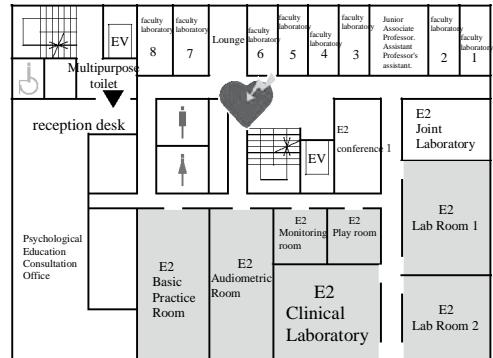 EV
faculty
laboratory
8
faculty
laboratory
7
Lounge
faculty
laboratory
6
faculty
laboratory
5
faculty
laboratory
4
faculty
laboratory
3
Junior
Associate
Professor.
Assistant
Professor's
assistant.
faculty
laboratory
2
faculty
laboratory
1
Multipurpose
toilet
reception desk
E2
conference 1
EV
E2
Joint
Laboratory
E2
Lab Room 1
E2
Monitoring
room
E2
Play room
Psychological
Education
Consultation
Office
E2
Basic
Practice
Room
E2
Audiometric
Room
E2
Clinical
Laboratory
E2
Lab Room 2